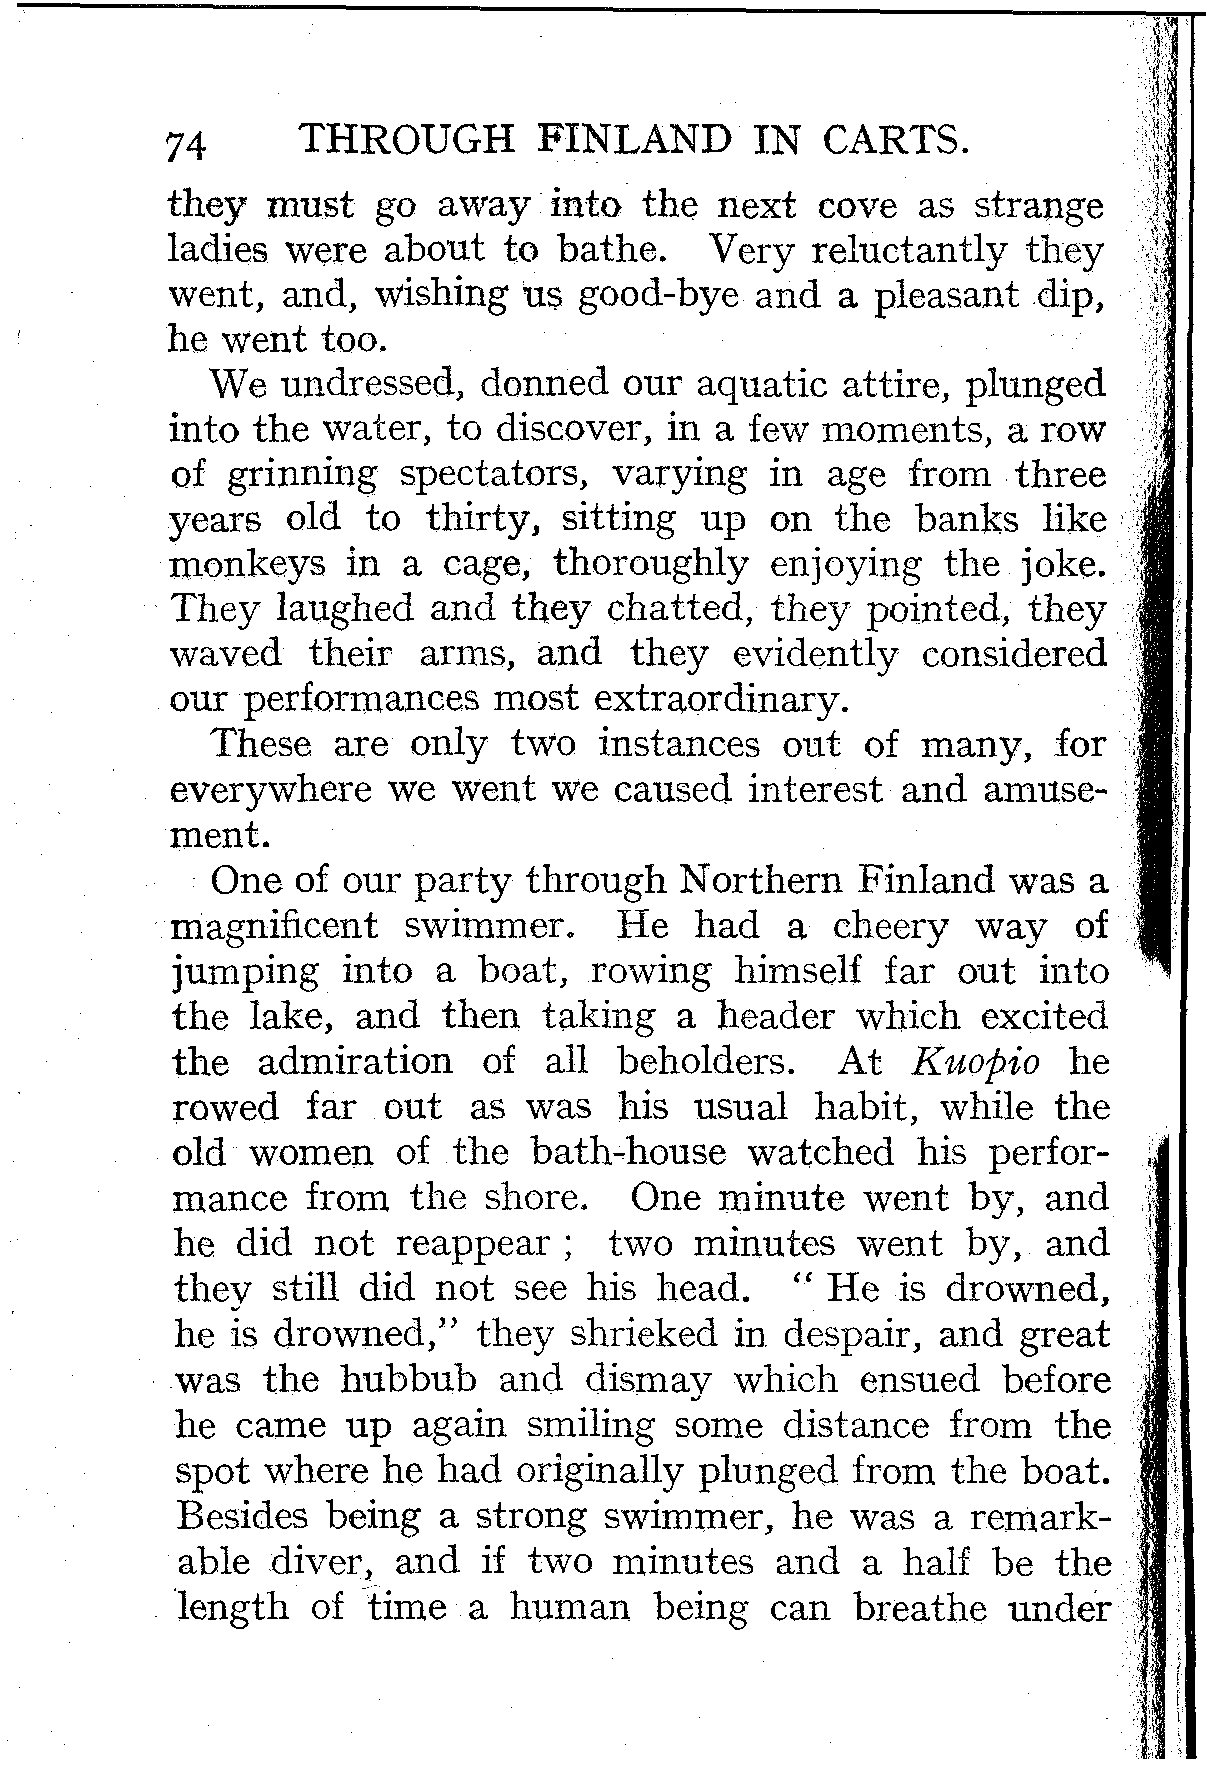 74 THROUGH FINLAND IN CARTS.
they must go away into the next cove as strange
ladies were about to bathe. Very reluctantly they
went, and, wishing us good-bye and a pleasant dip,
he went too.
We undressed, donned our aquatic attire, plunged
into the water, to discover, in a few moments, a row
of grinning spectators, varying in age from three
years old to thirty, sitting up on the banks like
monkeys in a cage, thoroughly enjoying the joke.
They laughed and they chatted, they pointed, they
waved their arms, and they evidently considered
our performances most extraordinary.
These are only two instances out of many, for
everywhere we went we caused interest and amuse-
ment.
One of our party through Northern Finland was a
magnificent swimmer. He had a cheery way of
jumping into a boat, rowing himself far out into
the lake, and then taking a header which excited
the admiration of all beholders. At Kuopio he
rowed far out as was his usual habit, while the
old women of the bath-house watched his perfor-
mance from the shore. One minute went by, and
he did not reappear ; two minutes went by, and
they still did not see his head. “ He is drowned,
he is drowned,” they shrieked in despair, and great
was the hubbub and dismay which ensued before
he came up again smiling some distance from the
spot where he had originally plunged from the boat.
Besides being a strong swimmer, he was a remark-
able diver, and if two minutes and a half be the
length of time a human being can breathe under